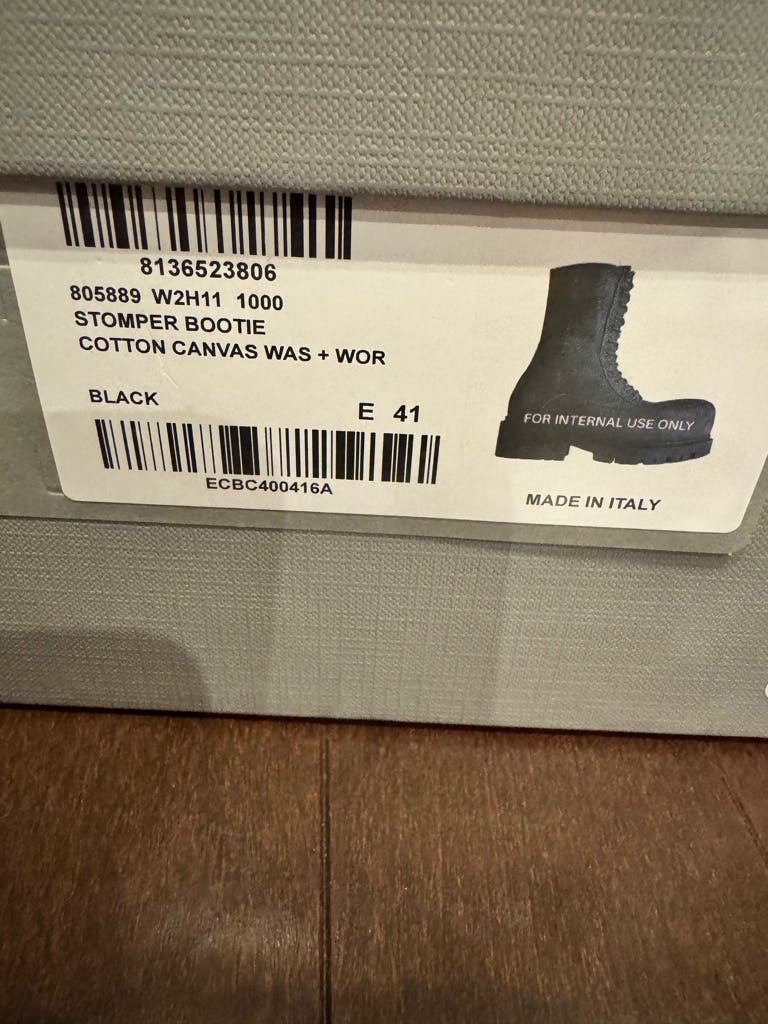 8136523806
805889 W2H11 1000
STOMPER BOOTIE
COTTON CANVAS WAS + WOR
BLACK
E 41
ECBC400416A
FOR INTERNAL USE ONLY
MADE IN ITALY